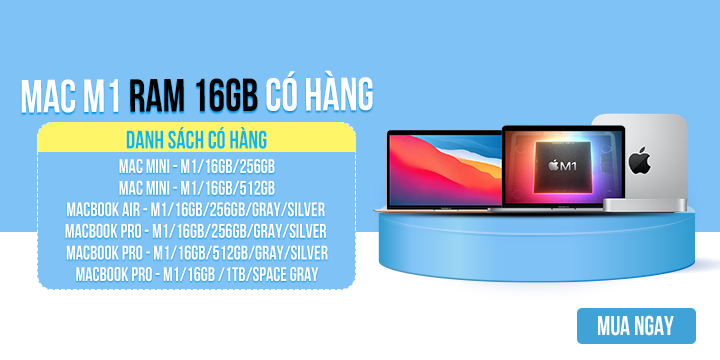 MAC M1 RAM 16GB CÓ HÀNG
DANH SÁCH CÓ HÀNG
MAC MINI - M1/16GB/256GB
MAC MINI - M1/16GB/512GB
MACBOOK AIR - M1/16GB/256GB/GRAY/SILVER
MACBOOK PRO - M1/16GB/256GB/GRAY/SILVER
MACBOOK PRO - M1/16GB/512GB/GRAY/SILVER
MACBOOK PRO - M1/16GB /1TB/SPACE GRAY
M1
MUA NGAY